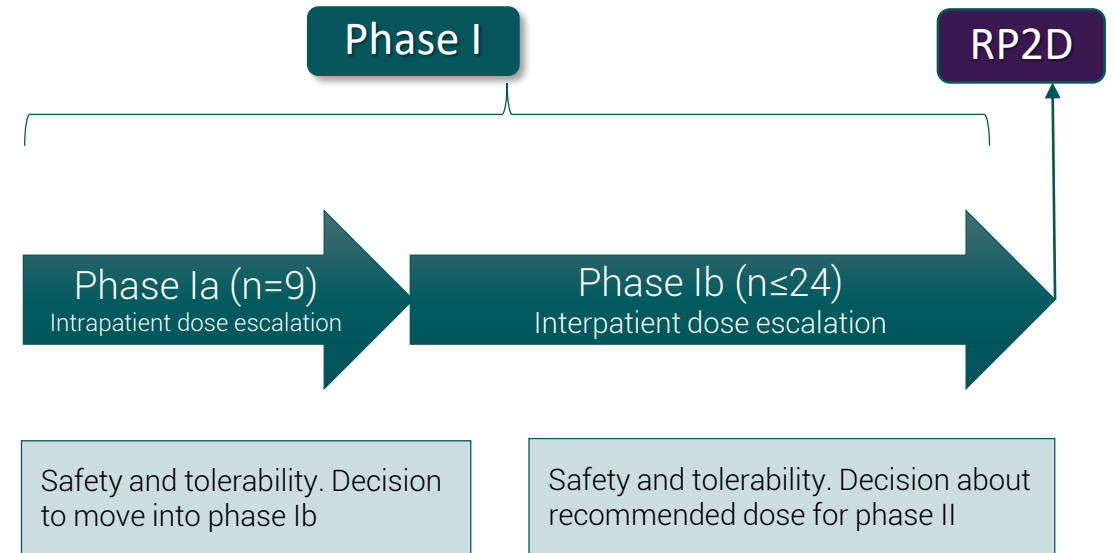 Phase I
RP2D
Phase Ia (n=9)
Intrapatient dose escalation
Phase Ib (n≤24)
Interpatient dose escalation
Safety and tolerability. Decision
to move into phase Ib
Safety and tolerability. Decision about
recommended dose for phase II